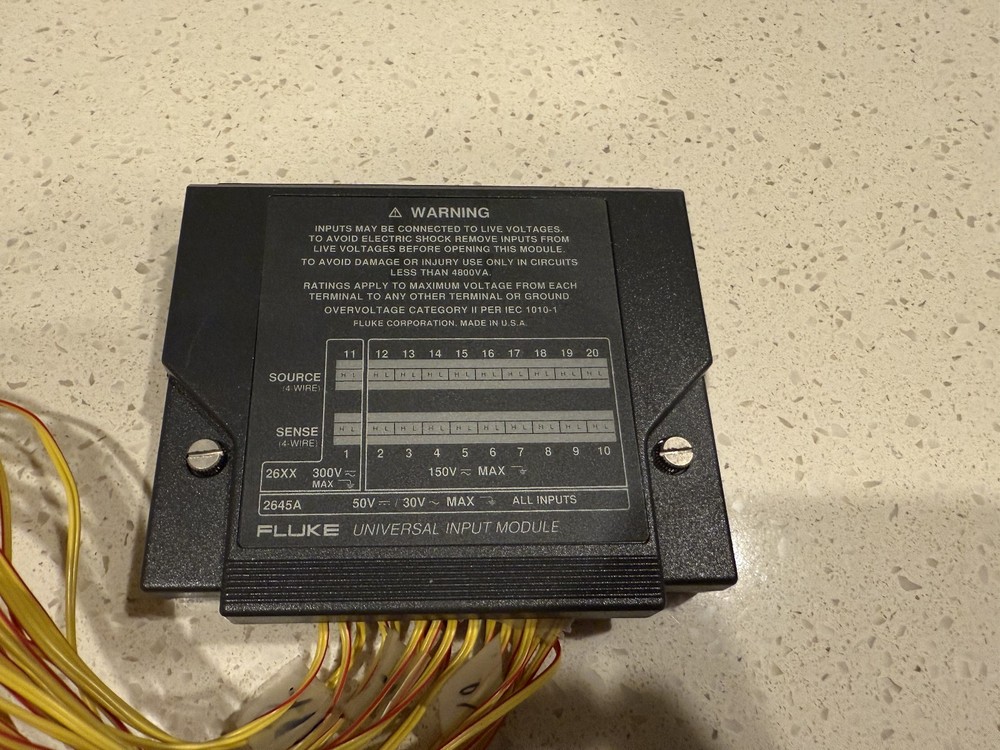 ⚠ WARNING
INPUTS MAY BE CONNECTED TO LIVE VOLTAGES.
TO AVOID ELECTRIC SHOCK REMOVE INPUTS FROM
LIVE VOLTAGES BEFORE OPENING THIS MODULE.
TO AVOID DAMAGE OR INJURY USE ONLY IN CIRCUITS
LESS THAN 4800VA.
RATINGS APPLY TO MAXIMUM VOLTAGE FROM EACH
TERMINAL TO ANY OTHER TERMINAL OR GROUND
OVERVOLTAGE CATEGORY II PER IEC 1010-1
FLUKE CORPORATION, MADE IN U.S.A.
11 12 13 14 15 16 17 18 19 20
SOURCE H L H L H L H L H L H L H L H L H L H L
(4-WIRE)
SENSE H L H L H L H L H L H L H L H L H L H L
(4-WIRE)
1 2 3 4 5 6 7 8 9 10
26XX 300V MAX 150V MAX
2645A 50V / 30V ~ MAX ALL INPUTS
FLUKE UNIVERSAL INPUT MODULE